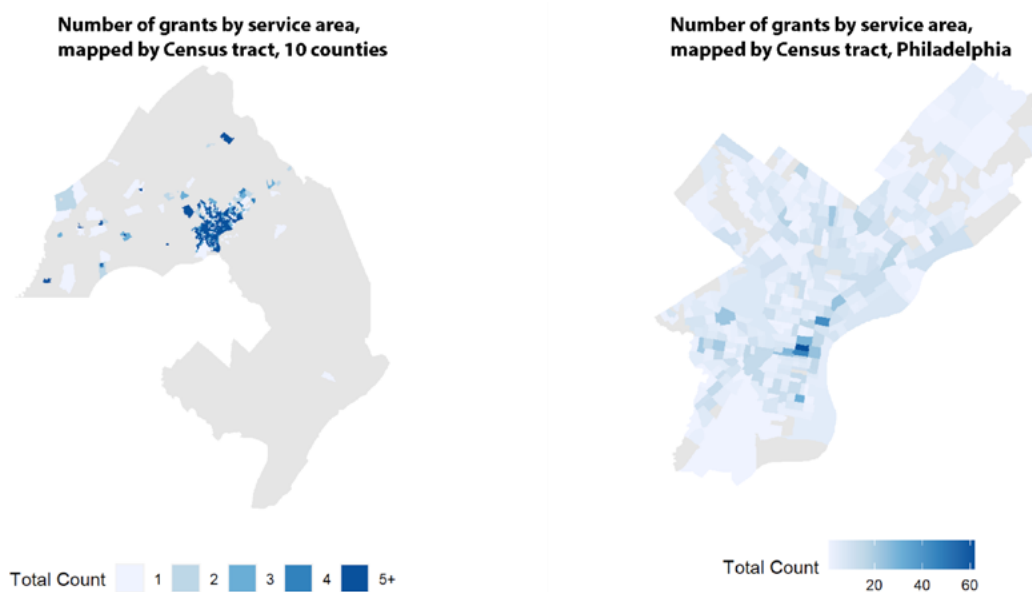 Number of grants by service area,
mapped by Census tract, 10 counties
Number of grants by service area,
mapped by Census tract, Philadelphia
Total Count 1 2 3 4 5+
Total Count
20 40 60